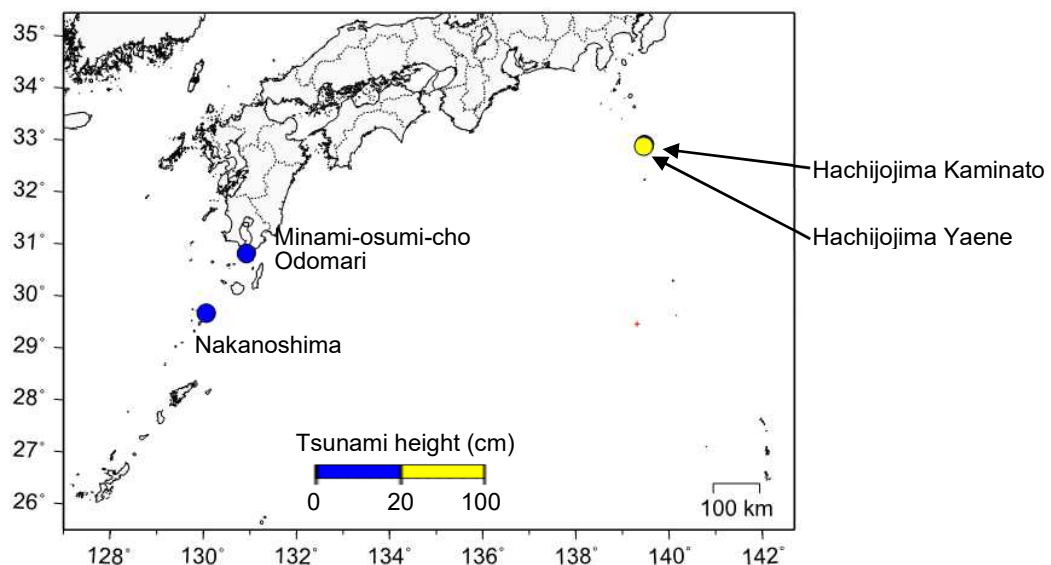 35°
34°
33°
32°
31°
30°
29°
28°
27°
26°
Hachijojima Kaminato
Hachijojima Yaene
Minami-osumi-cho
Odomari
Nakanoshima
Tsunami height (cm)
0 20 100
100 km
128° 130° 132° 134° 136° 138° 140° 142°